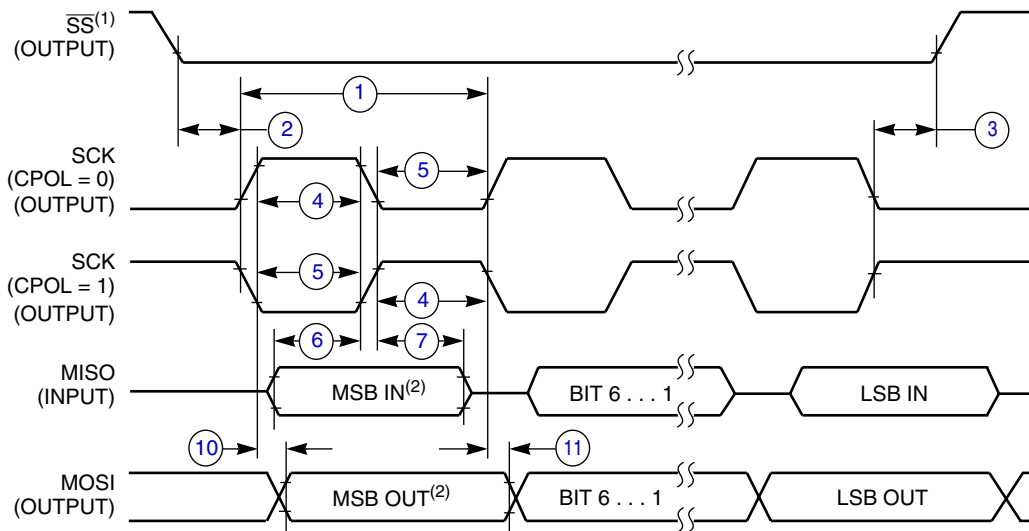 SS(1)
(OUTPUT)
1
2
3
SCK
(CPOL = 0)
(OUTPUT)
5
4
SCK
(CPOL = 1)
(OUTPUT)
5
4
6
7
MISO
(INPUT)
MSB IN(2)
BIT 6 . . . 1
LSB IN
10
11
MOSI
(OUTPUT)
MSB OUT(2)
BIT 6 . . . 1
LSB OUT